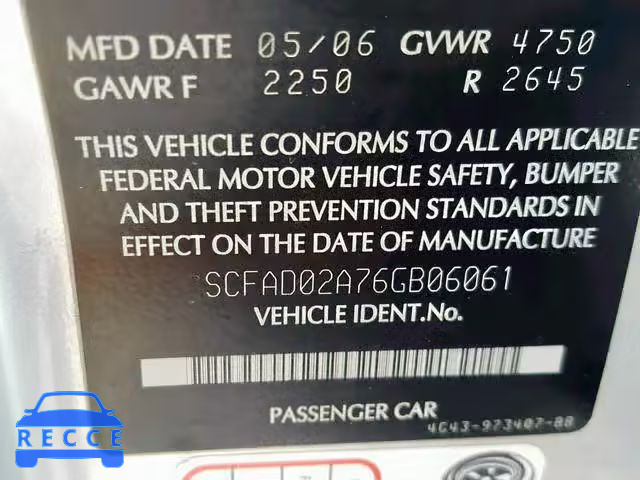 MFD DATE 05/06 GVWR 4750
GAWR F 2250 R 2645
THIS VEHICLE CONFORMS TO ALL APPLICABLE
FEDERAL MOTOR VEHICLE SAFETY, BUMPER
AND THEFT PREVENTION STANDARDS IN
EFFECT ON THE DATE OF MANUFACTURE.
SCFAD02A76GB06061
VEHICLE IDENT.No.
PASSENGER CAR
4G43-973407-BB
RECCE